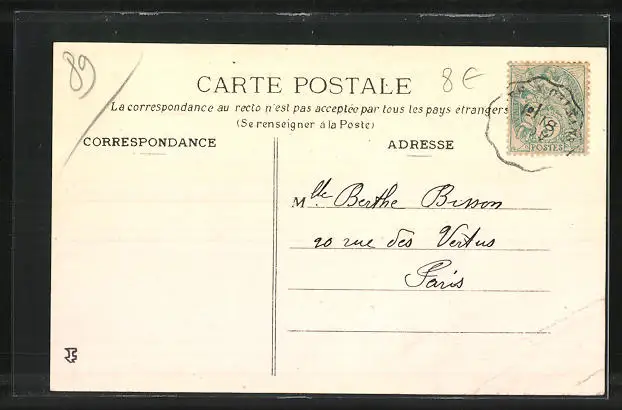 89
8€
CARTE POSTALE
La correspondance au recto n'est pas acceptée par tous les pays étrangers
(Se renseigner à la Poste)
CORRESPONDANCE
ADRESSE
POSTES
Mlle Berthe Bisson
20 rue des Vertus
Paris